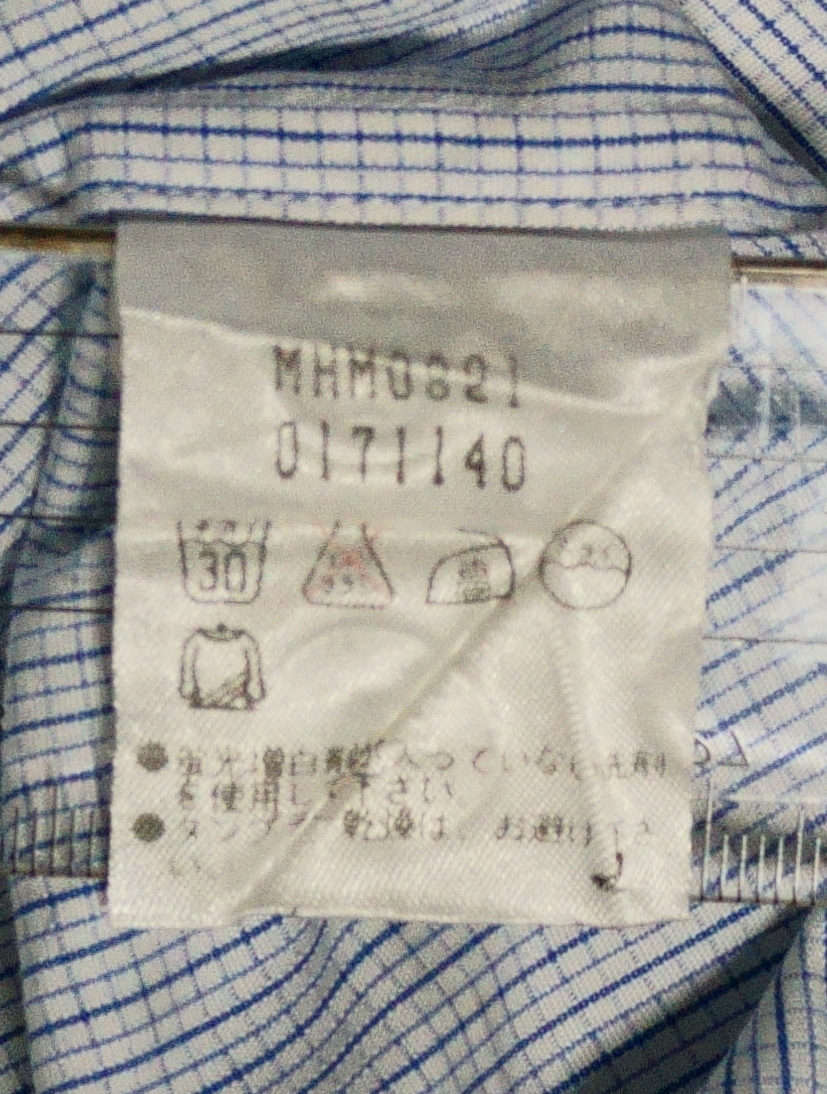 MHM0821
0171140
30
蛍光増白剤の入っていない洗剤
を使用して下さい
タンブラー乾燥は、お避け下さ
い